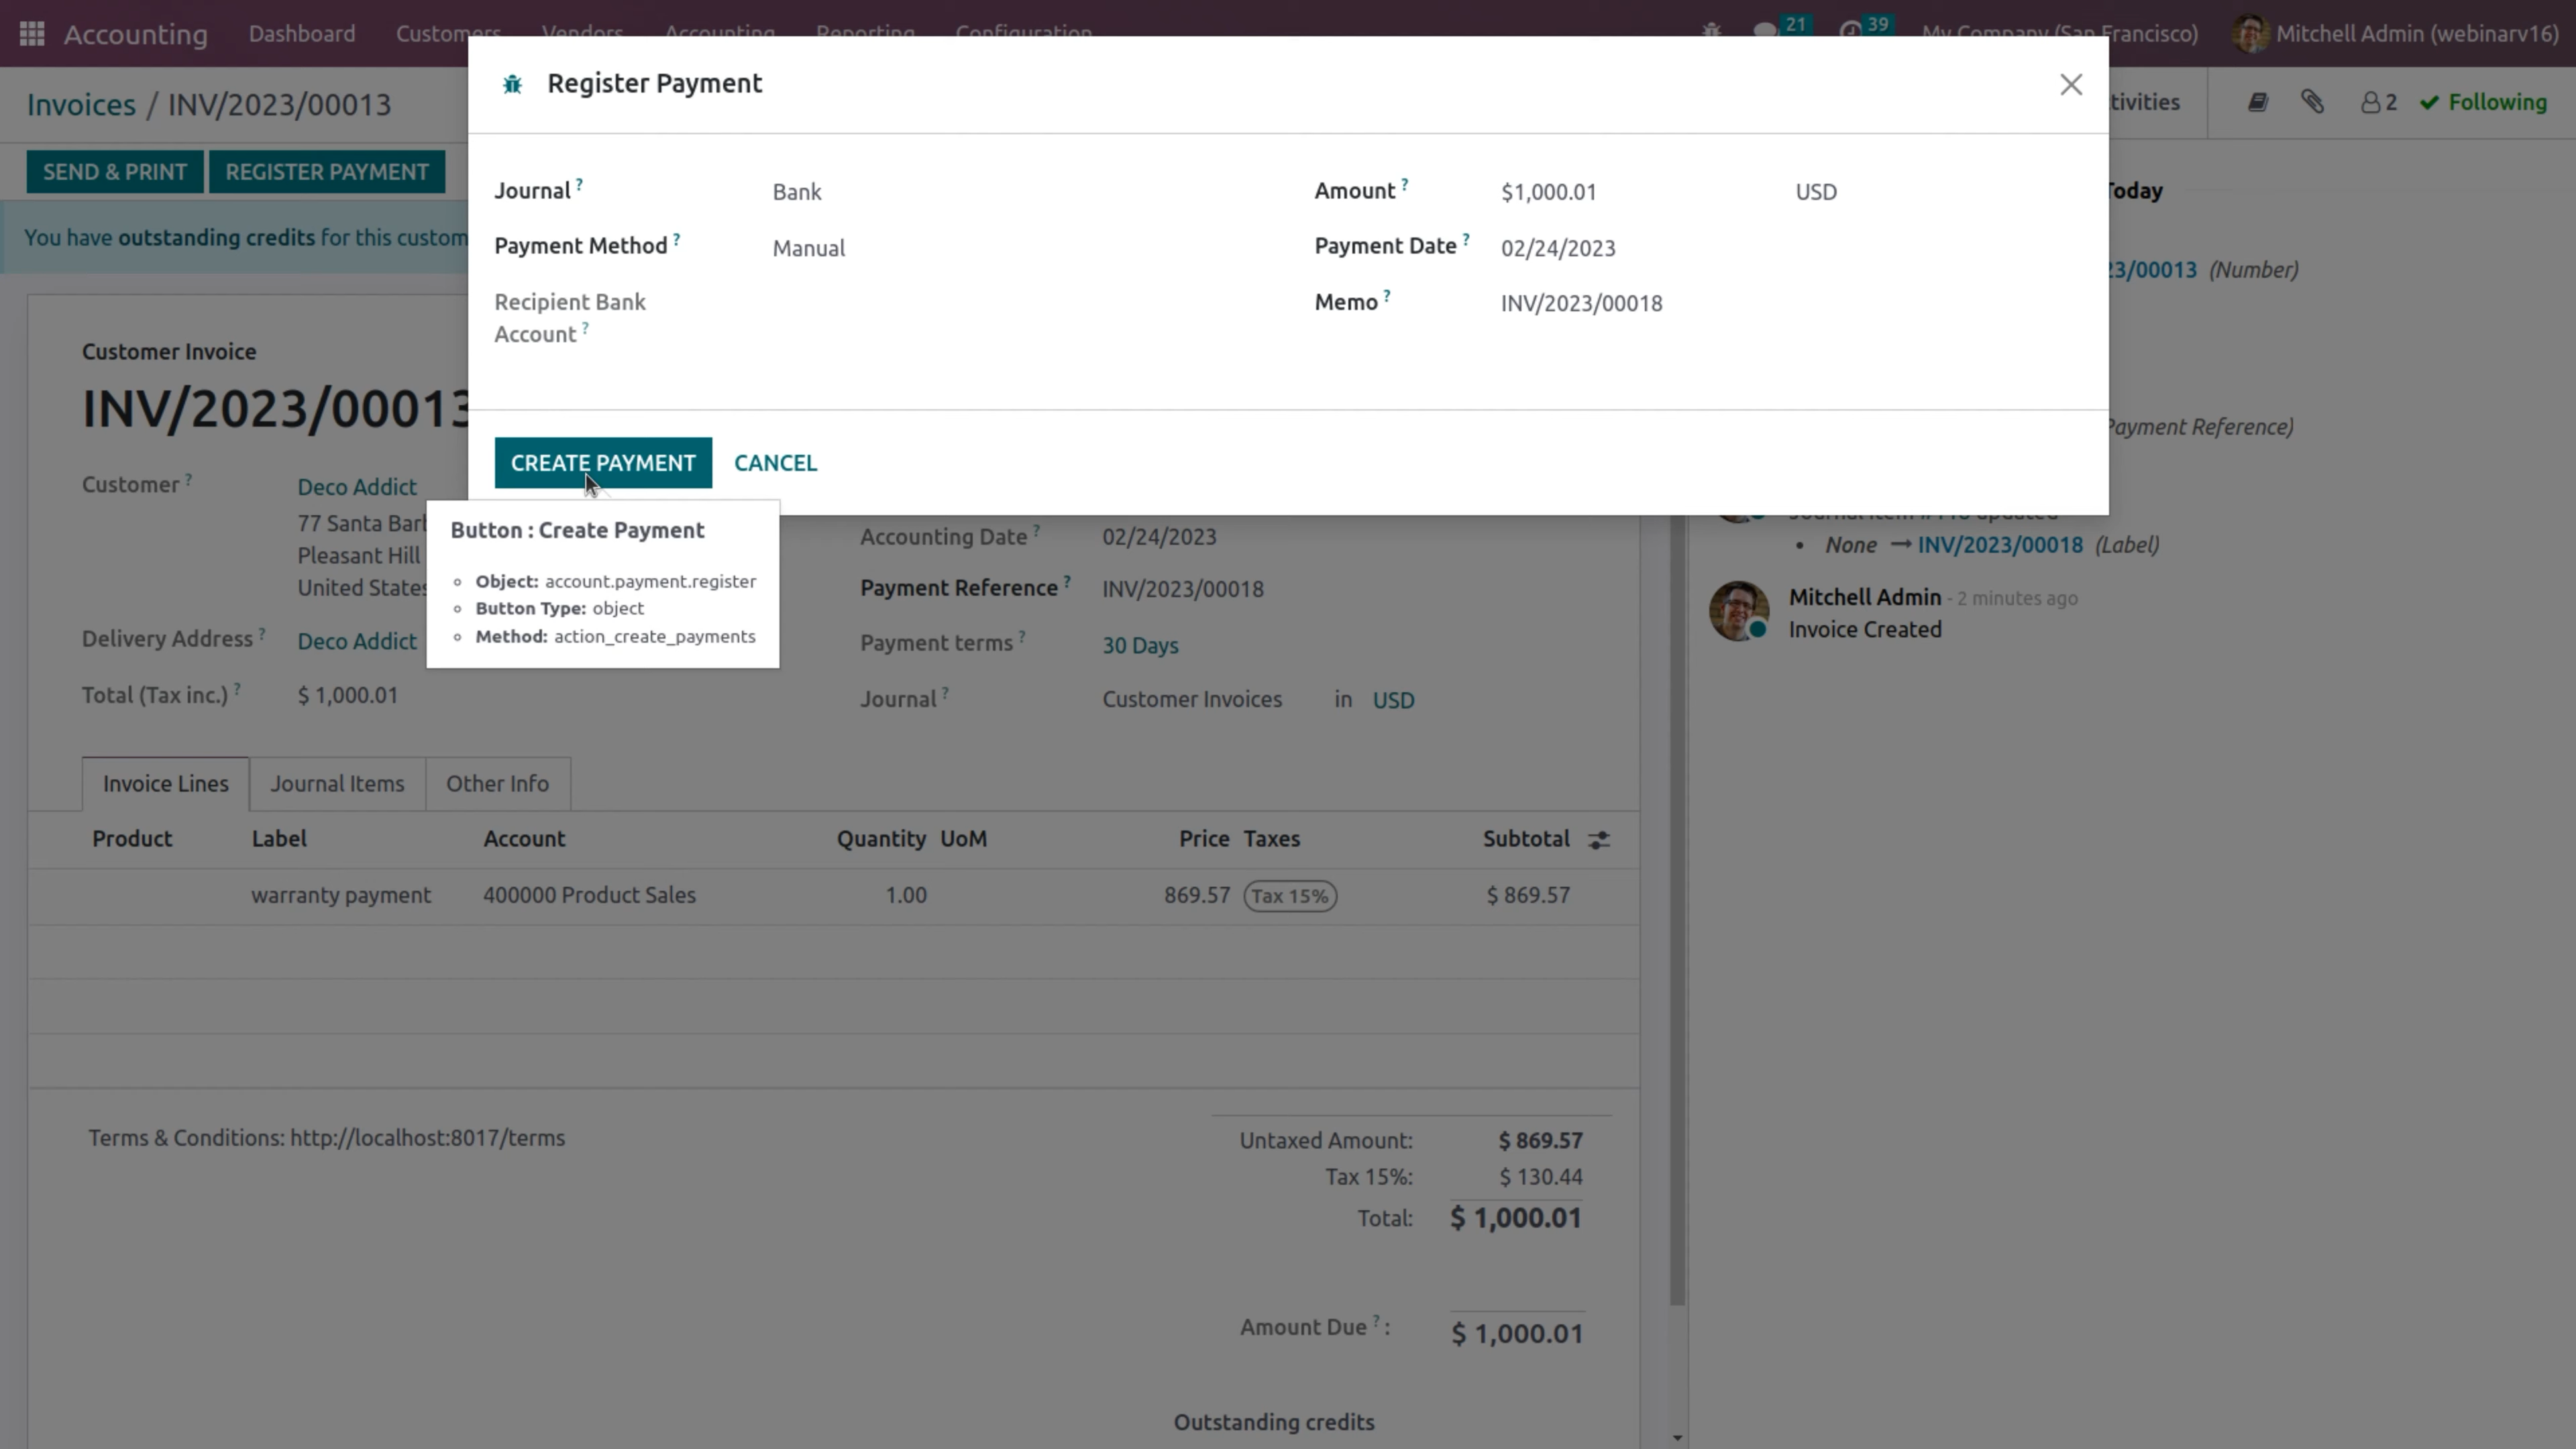 Accounting Dashboard Customers Vendors Accounting Reporting Configuration 21 39 My Company (San Francisco) Mitchell Admin (webinarv16)
Register Payment
Invoices / INV/2023/00013
tivities 2 Following
SEND & PRINT REGISTER PAYMENT
Journal ? Bank
Amount ? $1,000.01 USD
Today
You have outstanding credits for this custom
Payment Method ? Manual
Payment Date ? 02/24/2023
23/00013 (Number)
Recipient Bank
Account ?
Memo ? INV/2023/00018
Customer Invoice
INV/2023/00013
Payment Reference)
CREATE PAYMENT CANCEL
Customer ? Deco Addict
77 Santa Bar
Pleasant Hill
United States
Button : Create Payment
Object: account.payment.register
Button Type: object
Method: action_create_payments
Accounting Date ? 02/24/2023
Payment Reference ? INV/2023/00018
Delivery Address ? Deco Addict
Payment terms ? 30 Days
Total (Tax inc.) ? $ 1,000.01
Journal ? Customer Invoices in USD
updated
• None → INV/2023/00018 (Label)
Mitchell Admin - 2 minutes ago
Invoice Created
Invoice Lines Journal Items Other Info
Product Label Account Quantity UoM Price Taxes Subtotal
warranty payment 400000 Product Sales 1.00 869.57 Tax 15% $ 869.57
Terms & Conditions: http://localhost:8017/terms
Untaxed Amount: $ 869.57
Tax 15%: $ 130.44
Total: $ 1,000.01
Amount Due ? : $ 1,000.01
Outstanding credits